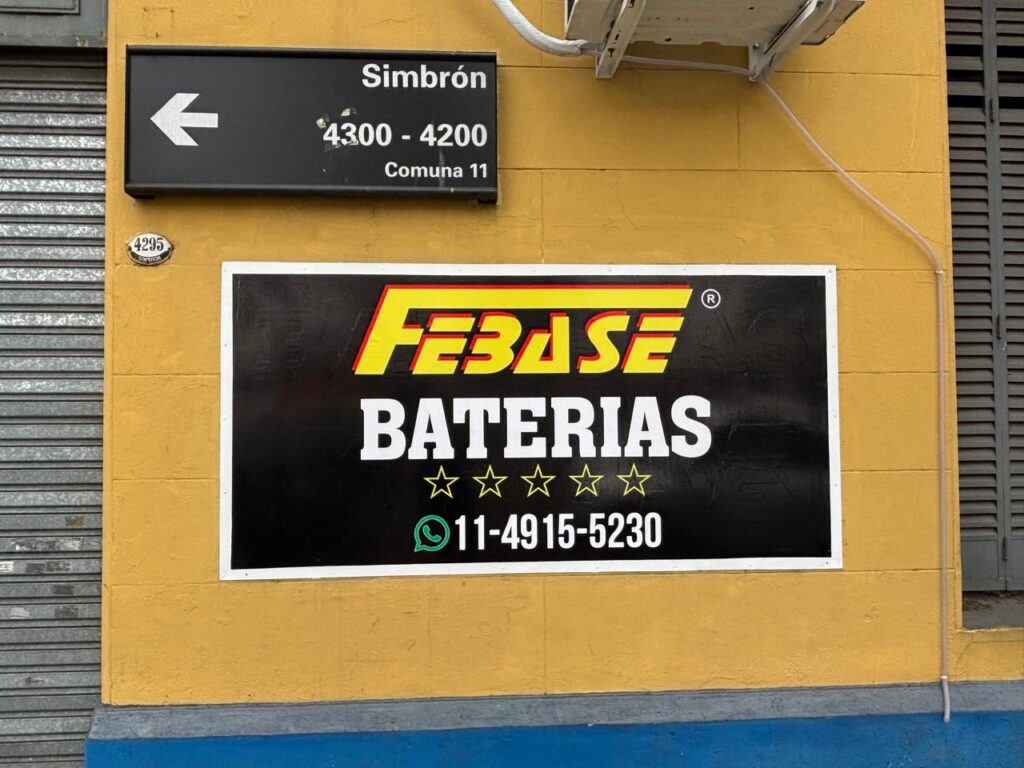 Simbrón
4300 - 4200
Comuna 11
4295
FEBASE ®
BATERIAS
11-4915-5230